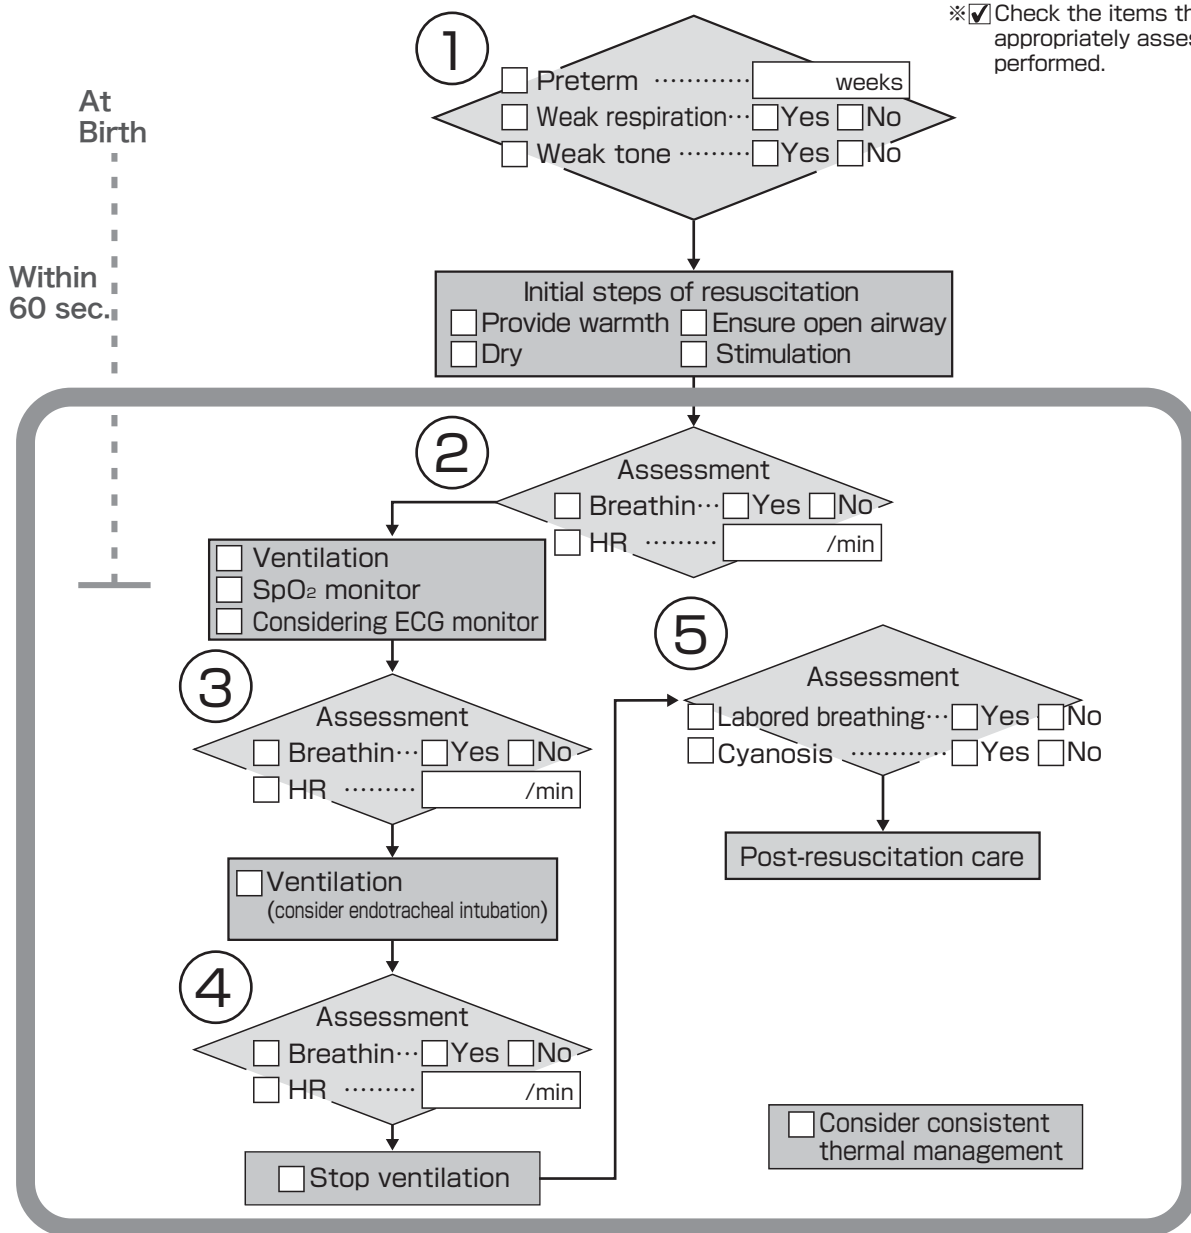 ※☑Check the items th
appropriately asses
performed.
At
Birth
Within
60 sec.
①
Preterm ………… weeks
Weak respiration… Yes No
Weak tone ……… Yes No
Initial steps of resuscitation
Provide warmth Ensure open airway
Dry Stimulation
②
Assessment
Breathin… Yes No
HR ……… /min
Ventilation
SpO₂ monitor
Considering ECG monitor
③
Assessment
Breathin… Yes No
HR ……… /min
Ventilation
(consider endotracheal intubation)
④
Assessment
Breathin… Yes No
HR ……… /min
Stop ventilation
⑤
Assessment
Labored breathing… Yes No
Cyanosis ………… Yes No
Post-resuscitation care
Consider consistent
thermal management